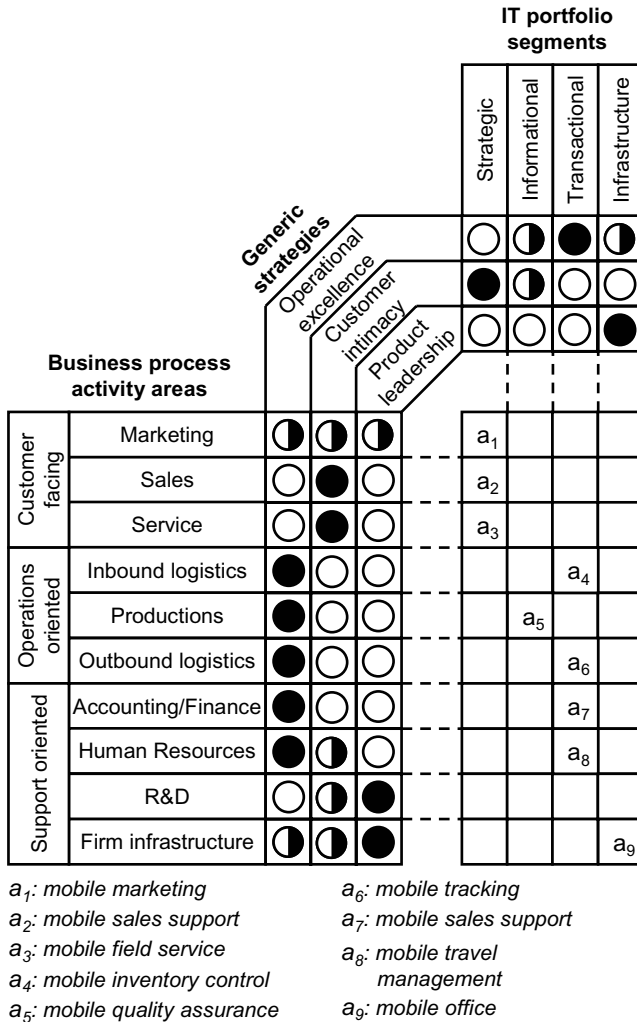 IT portfolio
segments
Strategic
Informational
Transactional
Infrastructure
Generic
strategies
Operational
excellence
Customer
intimacy
Product
leadership
Business process
activity areas
Customer
facing
Marketing
a1
Sales
a2
Service
a3
Operations
oriented
Inbound logistics
a4
Productions
a5
Outbound logistics
a6
Support oriented
Accounting/Finance
a7
Human Resources
a8
R&D
Firm infrastructure
a9
a1: mobile marketing
a2: mobile sales support
a3: mobile field service
a4: mobile inventory control
a5: mobile quality assurance
a6: mobile tracking
a7: mobile sales support
a8: mobile travel
management
a9: mobile office